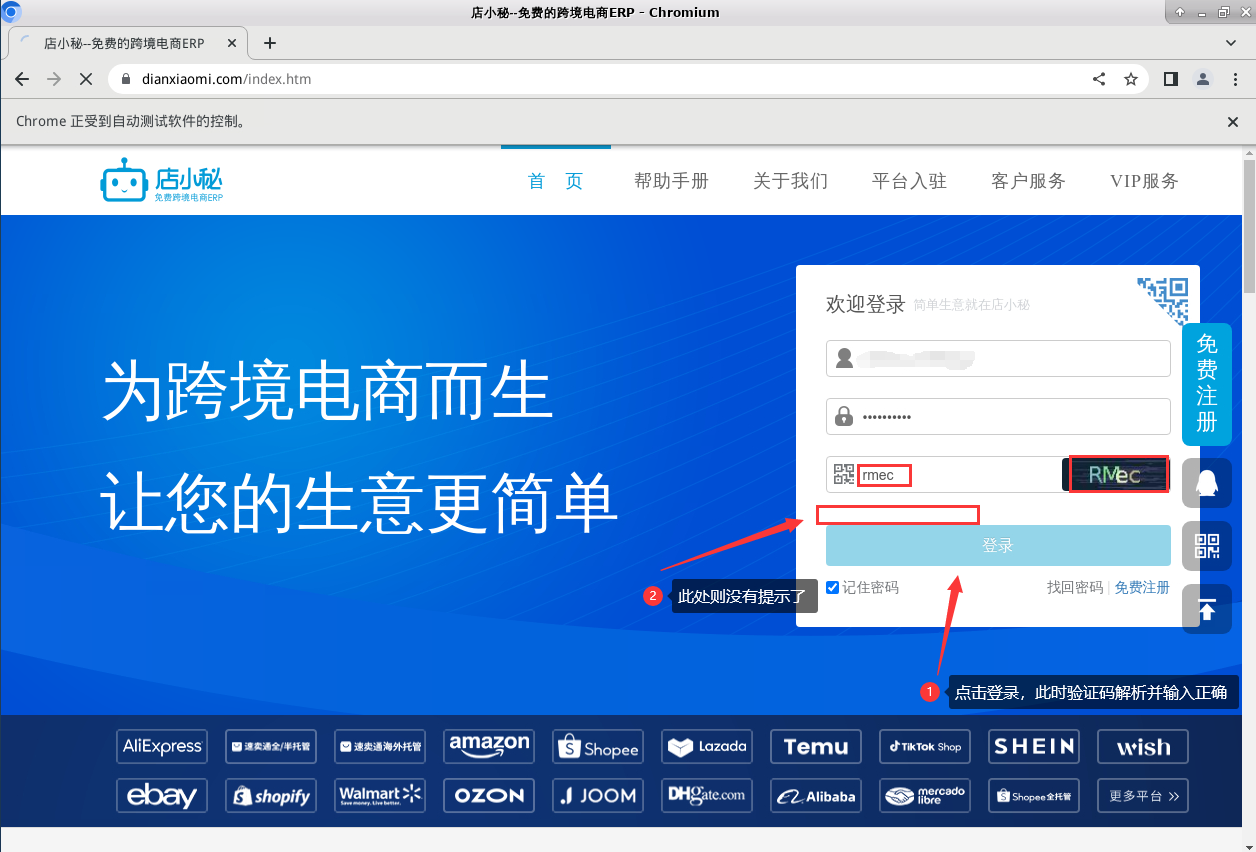 店小秘--免费的跨境电商ERP - Chromium
店小秘--免费的跨境电商ERP
dianxiaomi.com/index.htm
Chrome 正受到自动测试软件的控制。
店小秘
免费跨境电商ERP
首 页 帮助手册 关于我们 平台入驻 客户服务 VIP服务
为跨境电商而生
让您的生意更简单
欢迎登录 简单生意就在店小秘
••••••••••
rmec
RMec
登录
记住密码 找回密码 | 免费注册
免费注册
2 此处则没有提示了
1 点击登录，此时验证码解析并输入正确
AliExpress 速卖通全/半托管 速卖通海外托管 amazon Shopee Lazada Temu TikTok Shop SHEIN wish
ebay shopify Walmart Save money. Live better. OZON JOOM DHgate.com Alibaba mercado libre Shopee全托管 更多平台 >>